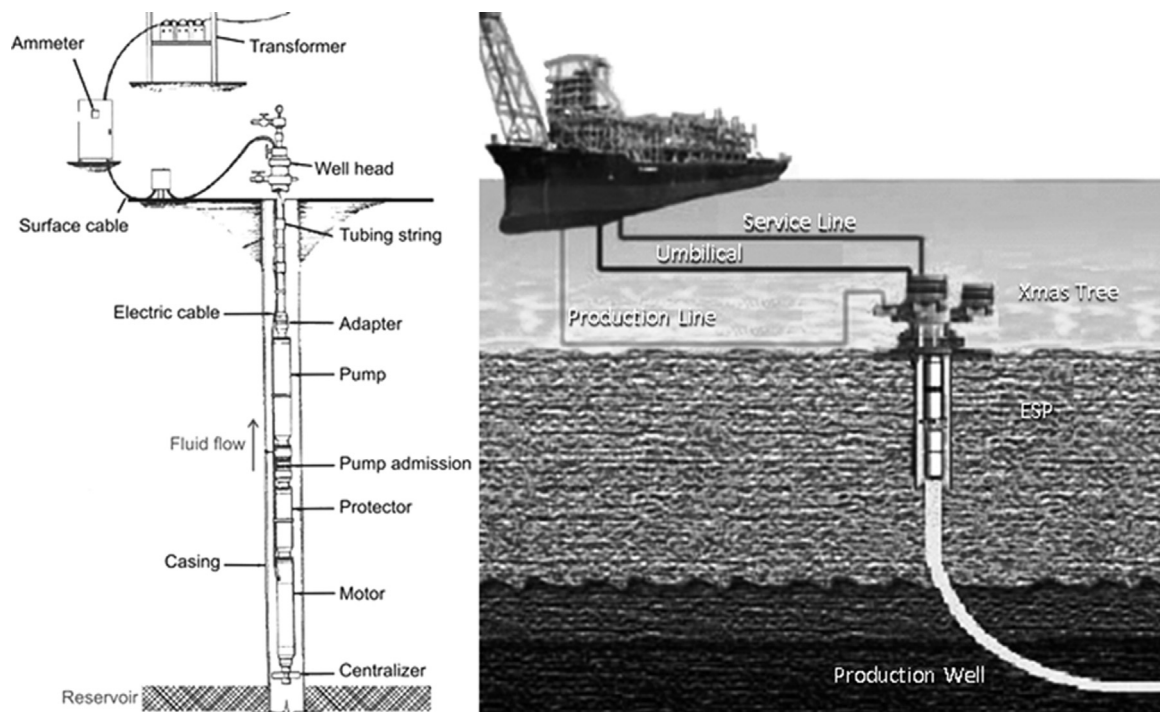 Ammeter
Transformer
Well head
Surface cable
Tubing string
Electric cable
Adapter
Pump
Fluid flow
Pump admission
Protector
Casing
Motor
Centralizer
Reservoir
Service Line
Umbilical
Xmas Tree
Production Line
ESP
Production Well